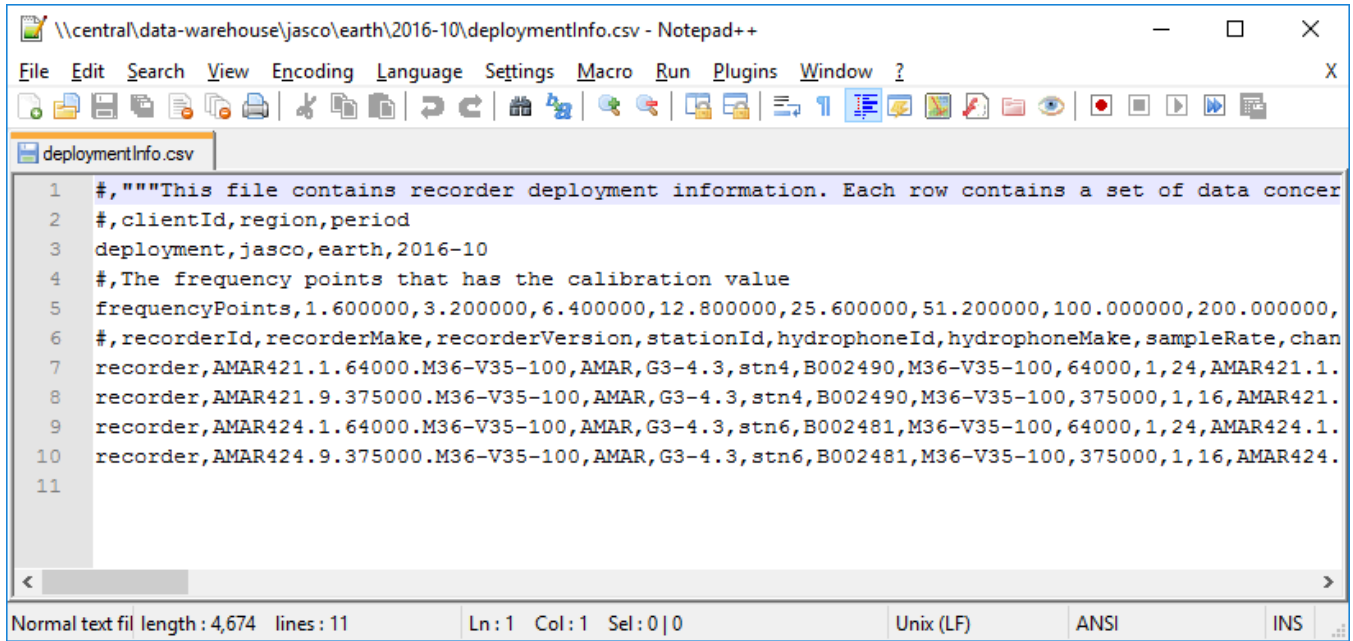 \\central\data-warehouse\jasco\earth\2016-10\deploymentInfo.csv - Notepad++
File Edit Search View Encoding Language Settings Macro Run Plugins Window ? X
deploymentInfo.csv
1 #,"""This file contains recorder deployment information. Each row contains a set of data concer
2 #,clientId,region,period
3 deployment,jasco,earth,2016-10
4 #,The frequency points that has the calibration value
5 frequencyPoints,1.600000,3.200000,6.400000,12.800000,25.600000,51.200000,100.000000,200.000000,
6 #,recorderId,recorderMake,recorderVersion,stationId,hydrophoneId,hydrophoneMake,sampleRate,chan
7 recorder,AMAR421.1.64000.M36-V35-100,AMAR,G3-4.3,stn4,B002490,M36-V35-100,64000,1,24,AMAR421.1.
8 recorder,AMAR421.9.375000.M36-V35-100,AMAR,G3-4.3,stn4,B002490,M36-V35-100,375000,1,16,AMAR421.
9 recorder,AMAR424.1.64000.M36-V35-100,AMAR,G3-4.3,stn6,B002481,M36-V35-100,64000,1,24,AMAR424.1.
10 recorder,AMAR424.9.375000.M36-V35-100,AMAR,G3-4.3,stn6,B002481,M36-V35-100,375000,1,16,AMAR424.
11
Normal text fil length : 4,674 lines : 11 Ln : 1 Col : 1 Sel : 0 | 0 Unix (LF) ANSI INS